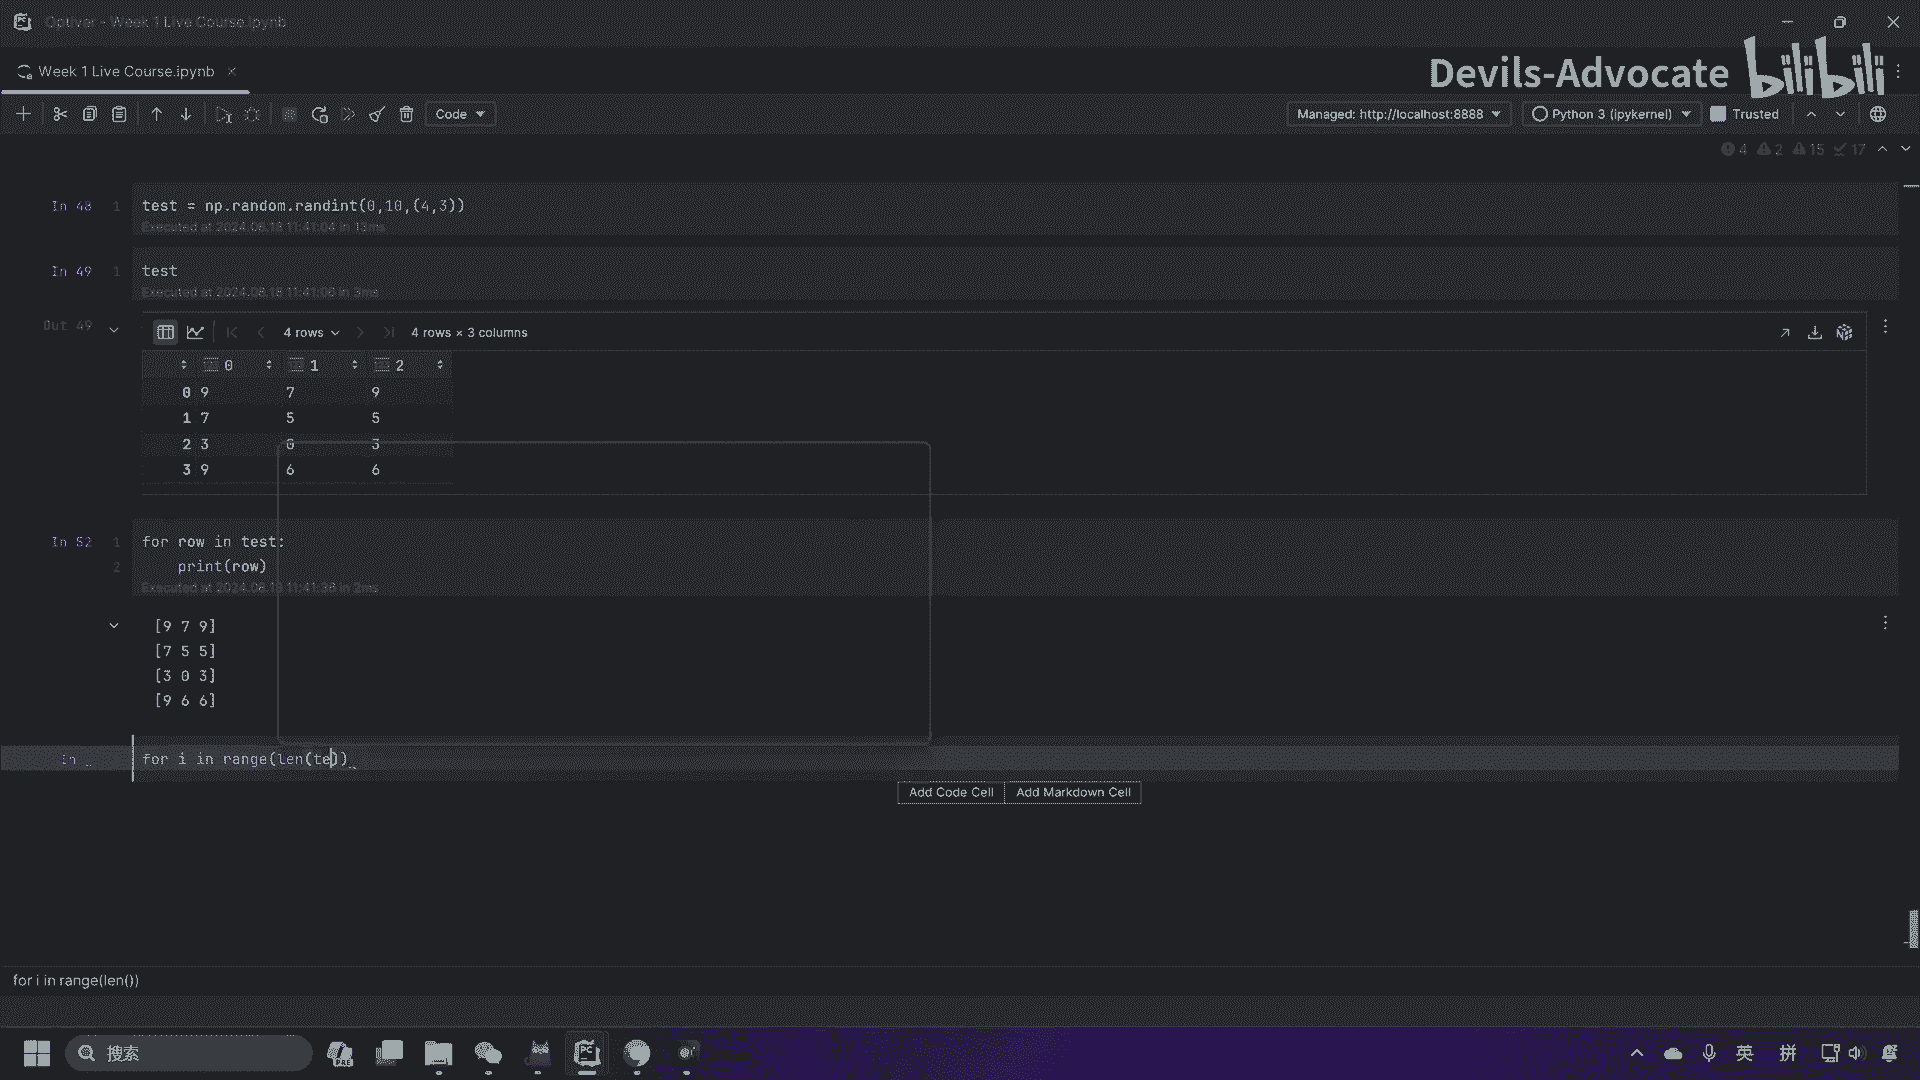 Optiver - Week 1 Live Course.ipynb
Week 1 Live Course.ipynb
Devils-Advocate bilibili
Code
Managed: http://localhost:8888
Python 3 (ipykernel)
Trusted
4 2 15 17
In 48 1 test = np.random.randint(0,10,(4,3))
Executed at 2024.08.18 11:41:04 in 13ms
In 49 1 test
Executed at 2024.08.18 11:41:06 in 3ms
Out 49
4 rows
4 rows × 3 columns
0 1 2
0 9 7 9
1 7 5 5
2 3 0 3
3 9 6 6
In 52 1 for row in test:
2 print(row)
Executed at 2024.08.18 11:41:38 in 2ms
[9 7 9]
[7 5 5]
[3 0 3]
[9 6 6]
In _ for i in range(len(te))
Add Code Cell
Add Markdown Cell
for i in range(len())
搜索
PRE
PC
英
拼